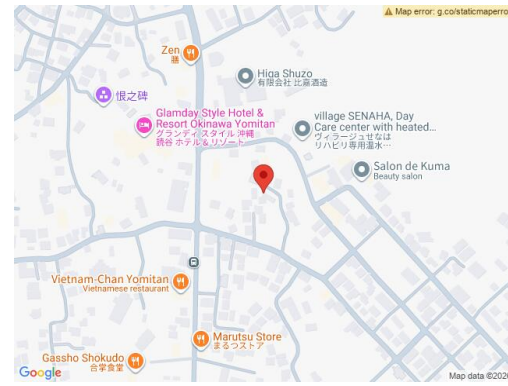 Map error: g.co/staticmaperro
Zen
膳
Higa Shuzo
有限会社 比嘉酒造
恨之碑
Glamday Style Hotel &
Resort Okinawa Yomitan
グランディスタイル 沖縄
読谷 ホテル＆リゾート
village SENAHA, Day
Care center with heated...
ヴィラージュせなは
リハビリ専用温水…
Salon de Kuma
Beauty salon
Vietnam-Chan Yomitan
Vietnamese restaurant
Marutsu Store
まるつストア
Gassho Shokudo
合掌食堂
Google
Map data ©202